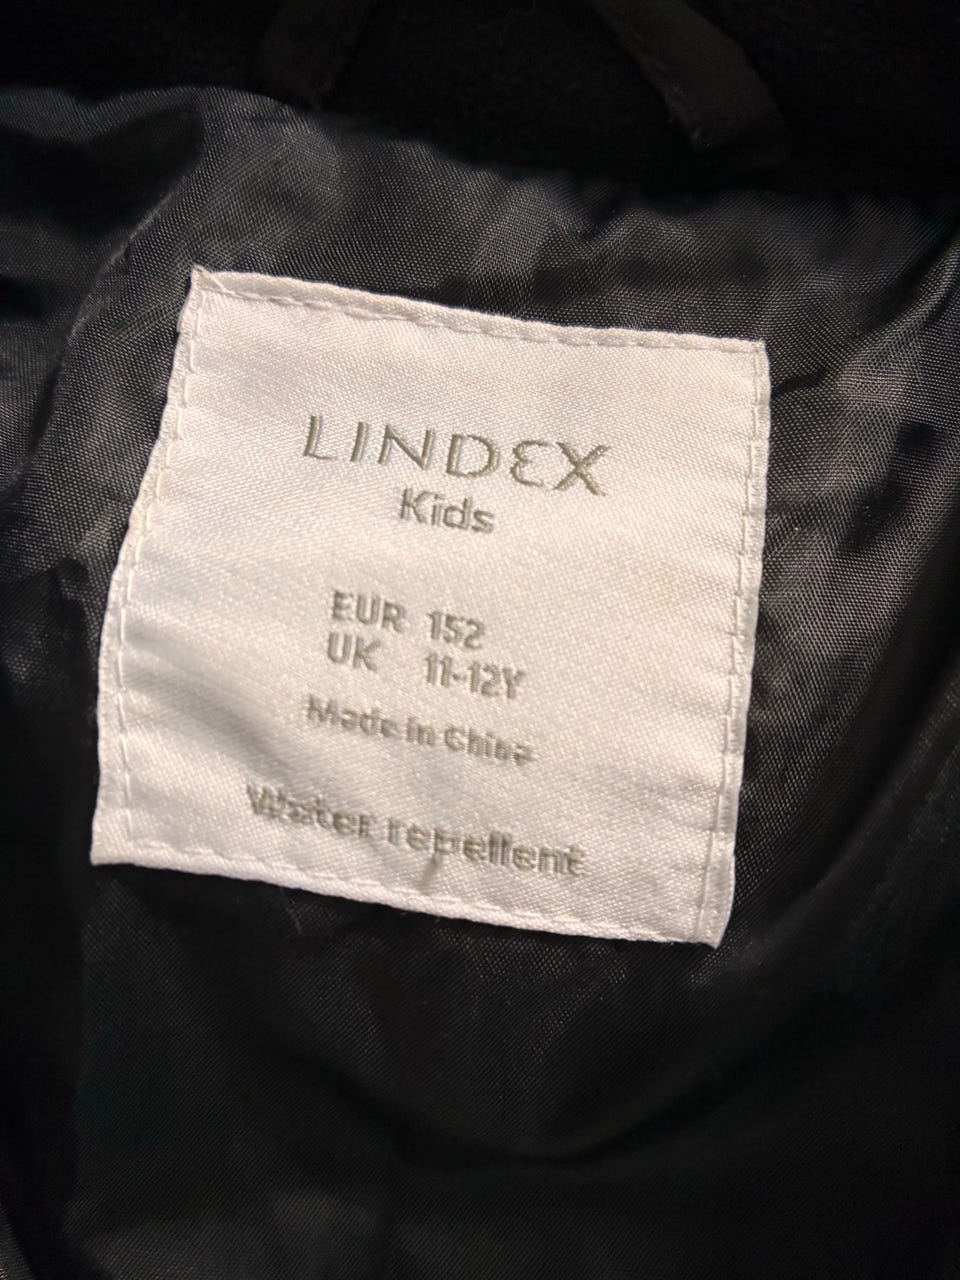 LINDEX
Kids
EUR 152
UK 11-12Y
Made in China
Water repellent